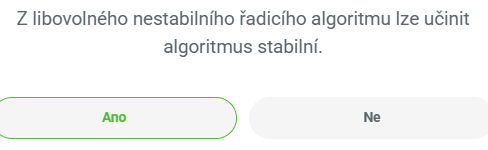 Z libovolného nestabilního řadicího algoritmu lze učinit
algoritmus stabilní.
Ano
Ne